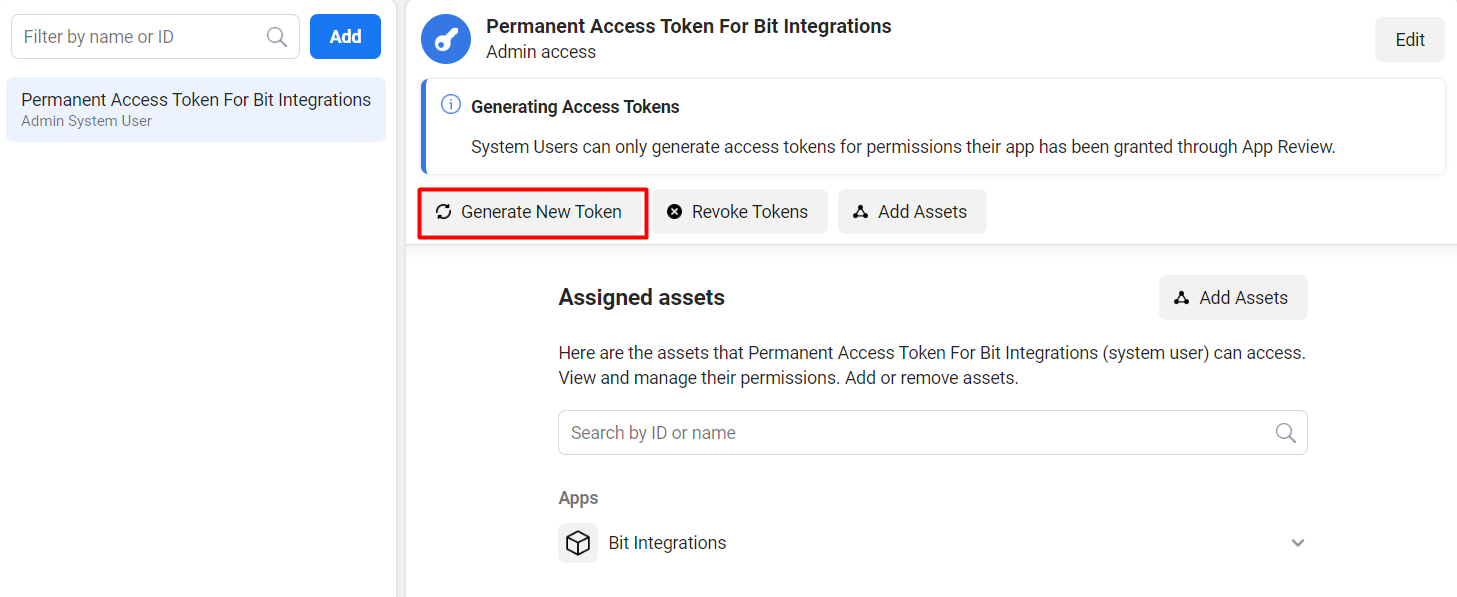 Filter by name or ID
Add
Permanent Access Token For Bit Integrations
Admin System User
Permanent Access Token For Bit Integrations
Admin access
Edit
Generating Access Tokens
System Users can only generate access tokens for permissions their app has been granted through App Review.
Generate New Token
Revoke Tokens
Add Assets
Assigned assets
Add Assets
Here are the assets that Permanent Access Token For Bit Integrations (system user) can access.
View and manage their permissions. Add or remove assets.
Search by ID or name
Apps
Bit Integrations